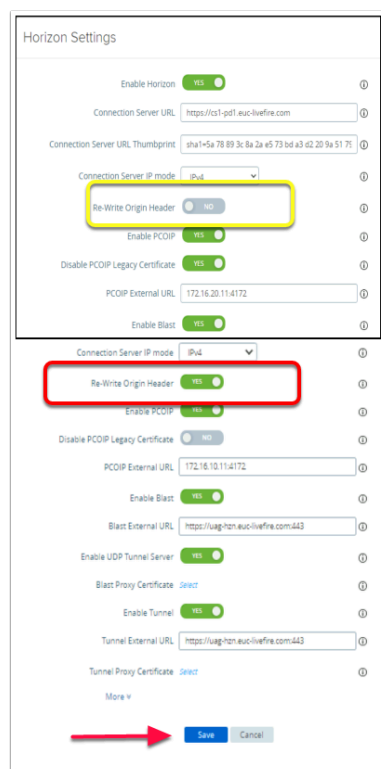 Horizon Settings
Enable Horizon YES
Connection Server URL https://cs1-pd1.euc-livefire.com
Connection Server URL Thumbprint sha1=5a 78 89 3c 8a 2a e5 73 bd a3 d2 20 9a 51 79
Connection Server IP mode IPv4
Re-Write Origin Header NO
Enable PCOIP YES
Disable PCOIP Legacy Certificate YES
PCOIP External URL 172.16.20.11:4172
Enable Blast YES
Connection Server IP mode IPv4
Re-Write Origin Header YES
Enable PCOIP YES
Disable PCOIP Legacy Certificate NO
PCOIP External URL 172.16.10.11:4172
Enable Blast YES
Blast External URL https://uag-hzn.euc-livefire.com:443
Enable UDP Tunnel Server YES
Blast Proxy Certificate Select
Enable Tunnel YES
Tunnel External URL https://uag-hzn.euc-livefire.com:443
Tunnel Proxy Certificate Select
More
Save Cancel